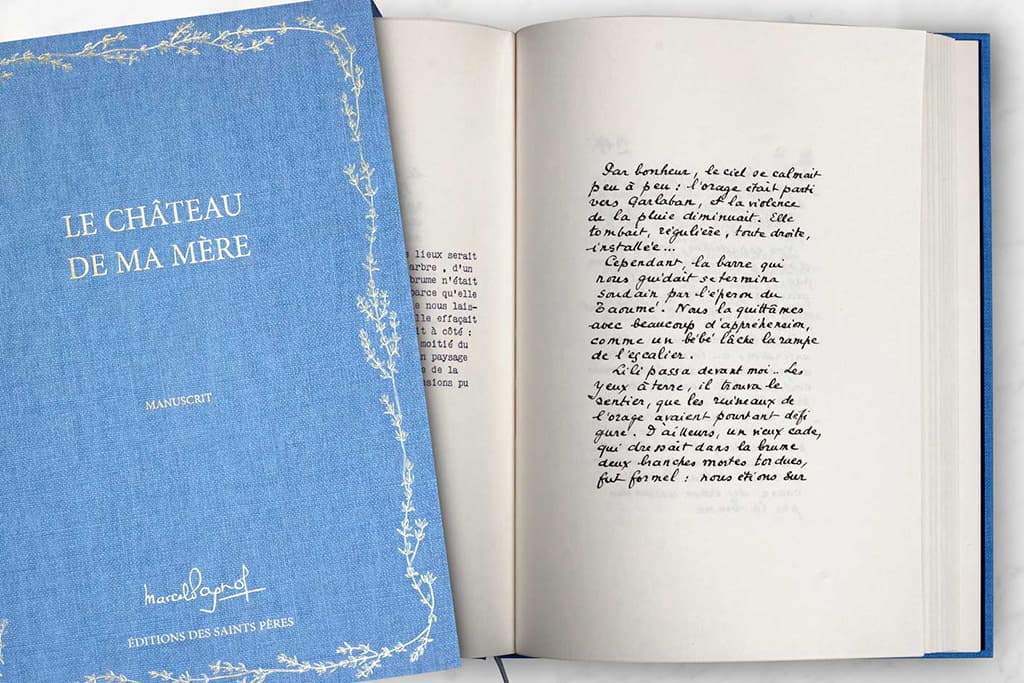 LE CHÂTEAU
DE MA MÈRE
MANUSCRIT
Marcel Pagnol
ÉDITIONS DES SAINTS PÈRES
lieux serait
arbre , d'un
brume n'était
parce qu'elle
nous lais-
effaçait
à côté :
moitié du
paysage
de la
pu
Par bonheur, le ciel se calmait
peu à peu : l'orage était parti
vers Garlaban, et la violence
de la pluie diminuait. Elle
tombait, régulière, toute droite,
installée...
Cependant, la barre qui
nous guidait se termina
soudain par l'éperon du
Taoumé. Nous la quittâmes
avec beaucoup d'appréhension,
comme un bébé lâche la rampe
de l'escalier.
Lili passa devant moi.. Les
yeux à terre, il trouva le
sentier, que les ruisseaux de
l'orage avaient pourtant défi
guré. D'ailleurs, un vieux cade,
qui dressait dans la brume
deux branches mortes tordues,
fut formel : nous étions sur